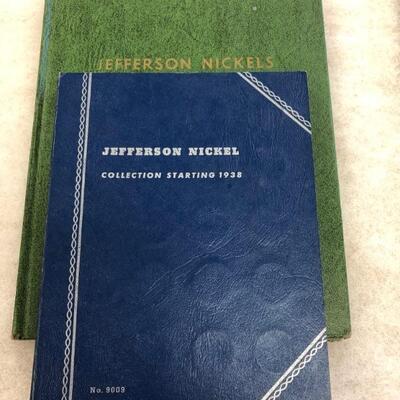 JEFFERSON NICKELS
JEFFERSON NICKEL
COLLECTION STARTING 1938
No. 9009